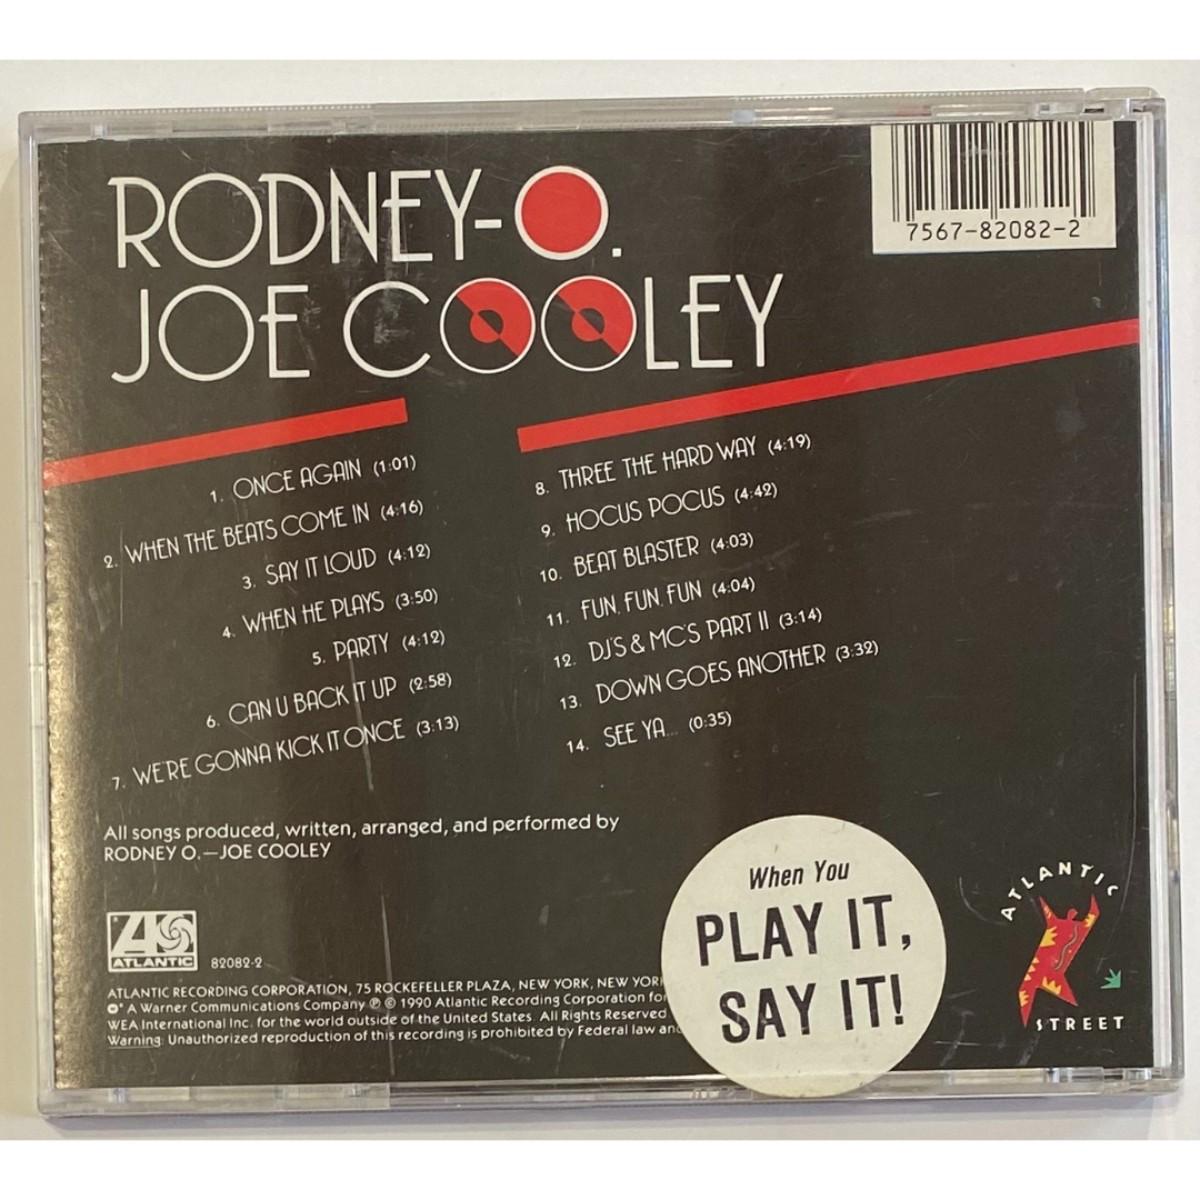 RODNEY-O.
JOE COOLEY
7567-82082-2
1. ONCE AGAIN (1:01)
2. WHEN THE BEATS COME IN (4:16)
3. SAY IT LOUD (4:12)
4. WHEN HE PLAYS (3:50)
5. PARTY (4:12)
6. CAN U BACK IT UP (2:58)
7. WE'RE GONNA KICK IT ONCE (3:13)
8. THREE THE HARD WAY (4:19)
9. HOCUS POCUS (4:42)
10. BEAT BLASTER (4:03)
11. FUN, FUN, FUN (4:04)
12. DJ'S & MC'S PART II (3:14)
13. DOWN GOES ANOTHER (3:32)
14. SEE YA... (0:35)
All songs produced, written, arranged, and performed by
RODNEY O.—JOE COOLEY
ATLANTIC
82082-2
ATLANTIC RECORDING CORPORATION, 75 ROCKEFELLER PLAZA, NEW YORK, NEW YOR
A Warner Communications Company ℗ © 1990 Atlantic Recording Corporation for
WEA International Inc. for the world outside of the United States. All Rights Reserved
Warning: Unauthorized reproduction of this recording is prohibited by Federal law and
When You
PLAY IT,
SAY IT!
ATLANTIC
STREET